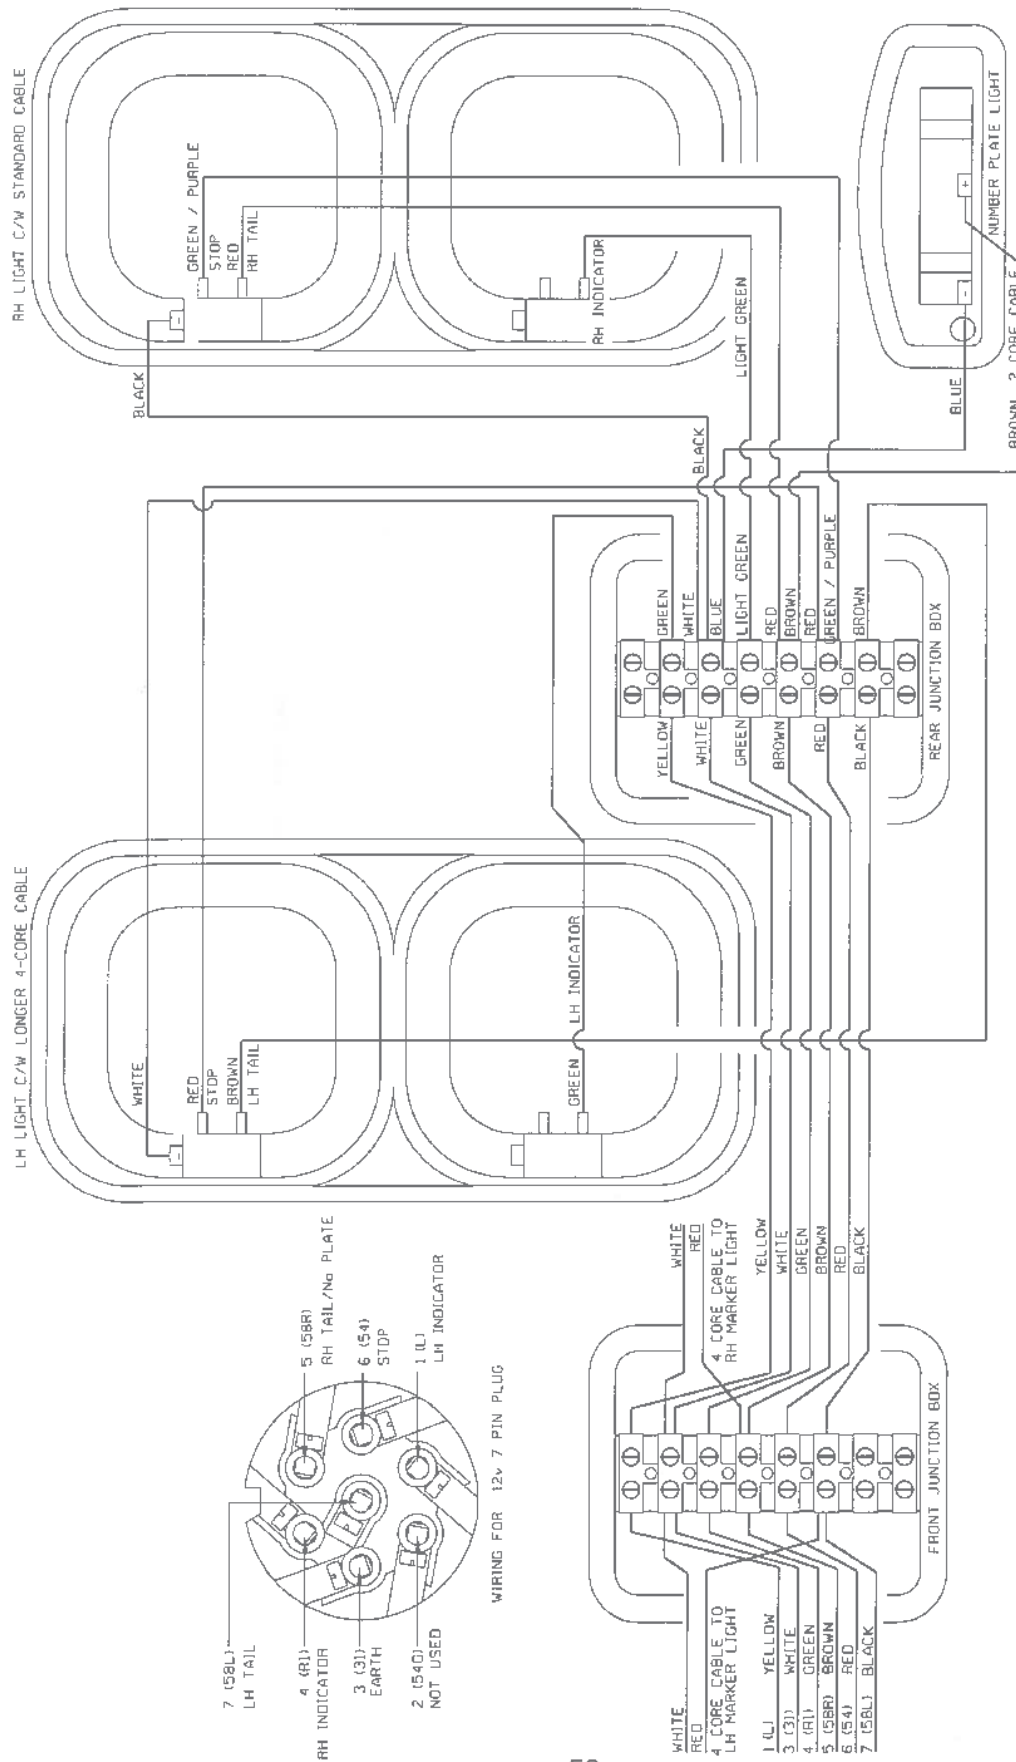 LH LIGHT C/W LONGER 4-CORE CABLE
RH LIGHT C/W STANDARD CABLE
WHITE
RED
STOP
BROWN
LH TAIL
GREEN
LH INDICATOR
BLACK
GREEN / PURPLE
STOP
RED
RH TAIL
RH INDICATOR
LIGHT GREEN
BLACK
BLUE
NUMBER PLATE LIGHT
+
-
BROWN 2 CORE CABLE
7 (58L)
LH TAIL
4 (R1)
RH INDICATOR
3 (31)
EARTH
2 (54G)
NOT USED
5 (58R)
RH TAIL/No PLATE
6 (54)
STOP
1 (L)
LH INDICATOR
WIRING FOR 12v 7 PIN PLUG
WHITE
RED
4 CORE CABLE TO
LH MARKER LIGHT
1 (L) YELLOW
3 (31) WHITE
4 (R1) GREEN
5 (58R) BROWN
6 (54) RED
7 (58L) BLACK
FRONT JUNCTION BOX
WHITE
RED
4 CORE CABLE TO
RH MARKER LIGHT
YELLOW
WHITE
GREEN
BROWN
RED
BLACK
YELLOW
WHITE
GREEN
BROWN
RED
BLACK
GREEN
WHITE
BLUE
LIGHT GREEN
RED
BROWN
RED
GREEN / PURPLE
BROWN
REAR JUNCTION BOX